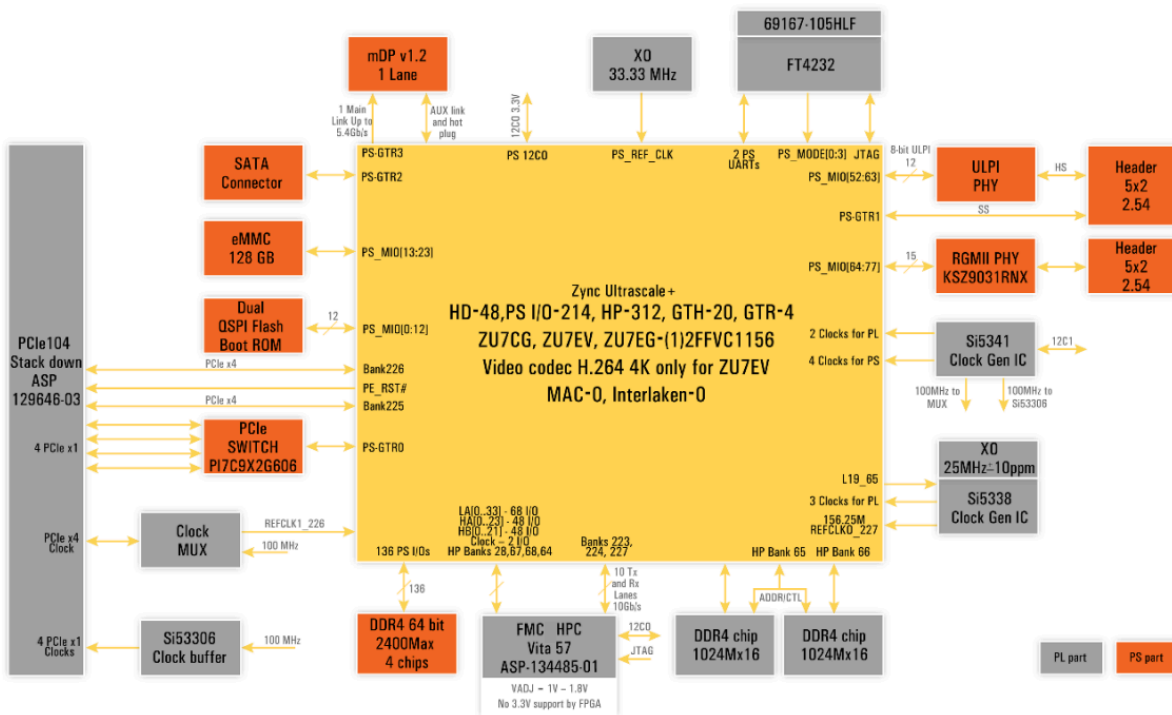 69167-105HLF
FT4232
mDP v1.2
1 Lane
XO
33.33 MHz
1 Main
Link Up to
5.4Gb/s
AUX link
and hot
plug
12C0 3.3V
PS-GTR3
PS 12C0
PS_REF_CLK
2 PS
UARTs
PS_MODE[0:3]
JTAG
8-bit ULPI
12
SATA
Connector
PS-GTR2
PS_MIO[52:63]
ULPI
PHY
HS
Header
5x2
2.54
PS-GTR1
SS
eMMC
128 GB
PS_MIO[13:23]
PS_MIO[64:77]
15
RGMII PHY
KSZ9031RNX
Header
5x2
2.54
Dual
QSPI Flash
Boot ROM
12
PS_MIO[0:12]
Zync Ultrascale+
HD-48,PS I/O-214, HP-312, GTH-20, GTR-4
ZU7CG, ZU7EV, ZU7EG-(1)2FFVC1156
Video codec H.264 4K only for ZU7EV
MAC-0, Interlaken-0
2 Clocks for PL
4 Clocks for PS
Si5341
Clock Gen IC
12C1
100MHz to
MUX
100MHz to
Si53306
PCIe104
Stack down
ASP
129646-03
PCIe x4
Bank226
PE_RST#
PCIe x4
Bank225
4 PCIe x1
PCIe
SWITCH
PI7C9X2G606
PS-GTR0
XO
25MHz±10ppm
Si5338
Clock Gen IC
L19_65
3 Clocks for PL
156.25M
REFCLK0_227
PCIe x4
Clock
Clock
MUX
REFCLK1_226
100 MHz
136 PS I/Os
LA[0..33] - 68 I/O
HA[0..23] - 48 I/O
HB[0..21] - 48 I/O
Clock – 2 I/O
HP Banks 28,67,68,64
Banks 223,
224, 227
HP Bank 65
HP Bank 66
136
10 Tx
and Rx
Lanes
10Gb/s
ADDR/CTL
4 PCIe x1
Clocks
Si53306
Clock buffer
100 MHz
DDR4 64 bit
2400Max
4 chips
FMC HPC
Vita 57
ASP-134485-01
12C0
JTAG
VADJ = 1V – 1.8V
No 3.3V support by FPGA
DDR4 chip
1024Mx16
DDR4 chip
1024Mx16
PL part
PS part